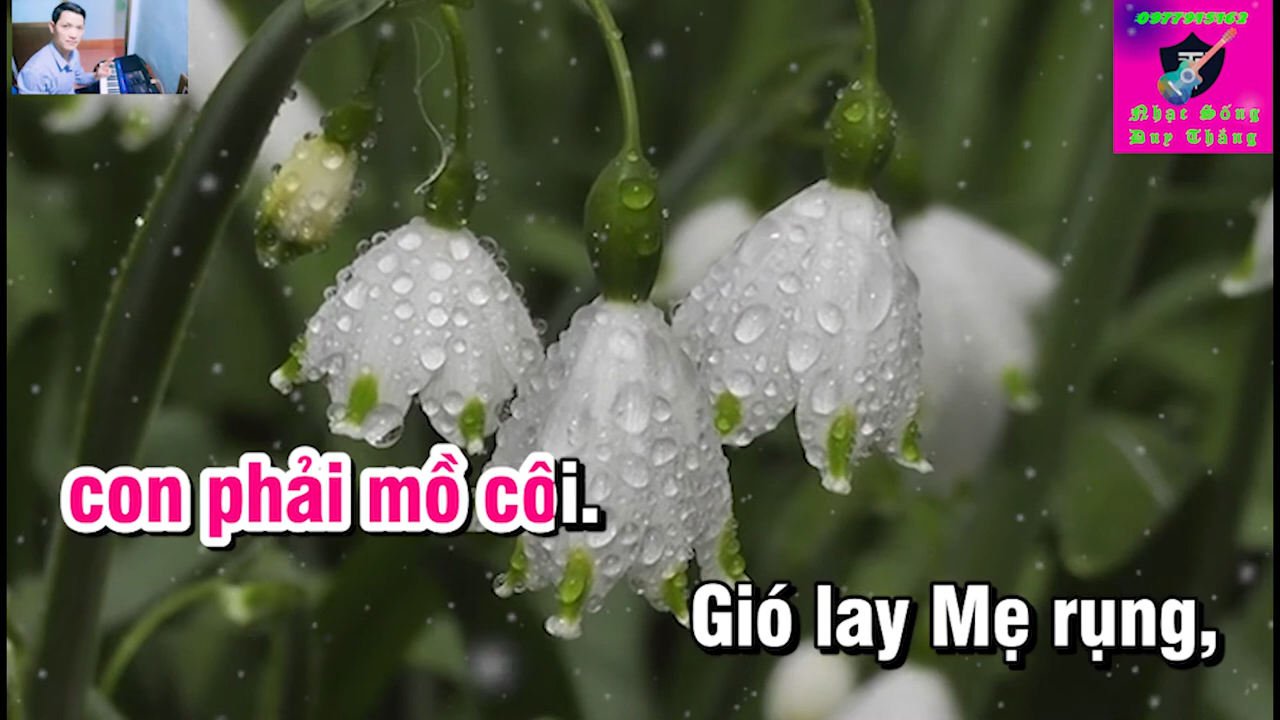 0977915162
Nhạc Sống
Duy Thắng
con phải mồ côi.
Gió lay Mẹ rụng,